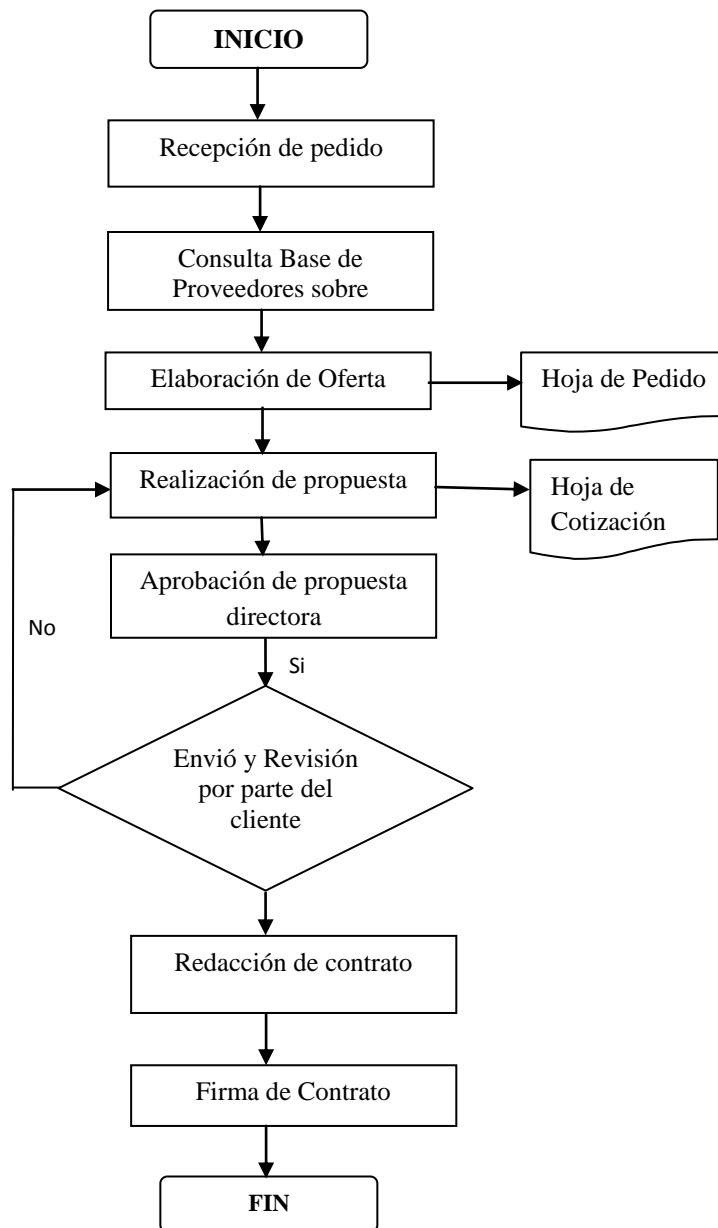 INICIO
Recepción de pedido
Consulta Base de
Proveedores sobre
Elaboración de Oferta
Hoja de Pedido
Realización de propuesta
Hoja de
Cotización
Aprobación de propuesta
directora
No
Si
Envió y Revisión
por parte del
cliente
Redacción de contrato
Firma de Contrato
FIN